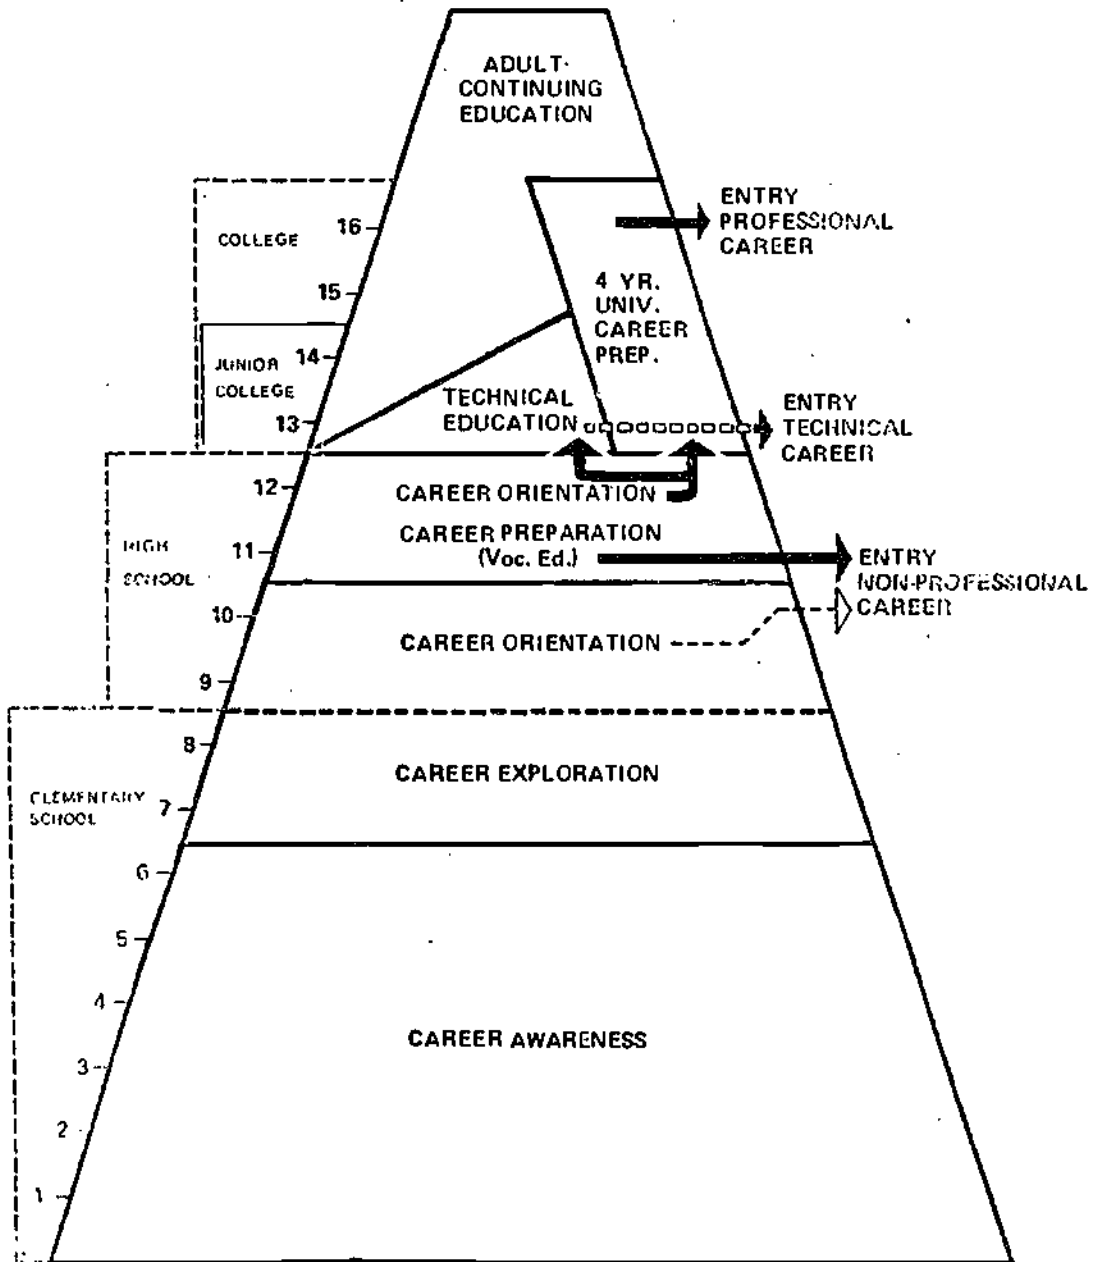 ADULT-
CONTINUING
EDUCATION
ENTRY
PROFESSIONAL
CAREER
16
COLLEGE
15
4 YR.
UNIV.
CAREER
PREP.
14
JUNIOR
COLLEGE
TECHNICAL
EDUCATION
ENTRY
TECHNICAL
CAREER
13
12
CAREER ORIENTATION
CAREER PREPARATION
(Voc. Ed.)
HIGH
SCHOOL
11
ENTRY
NON-PROFESSIONAL
CAREER
10
CAREER ORIENTATION
9
8
CAREER EXPLORATION
ELEMENTARY
SCHOOL
7
6
5
4
CAREER AWARENESS
3
2
1